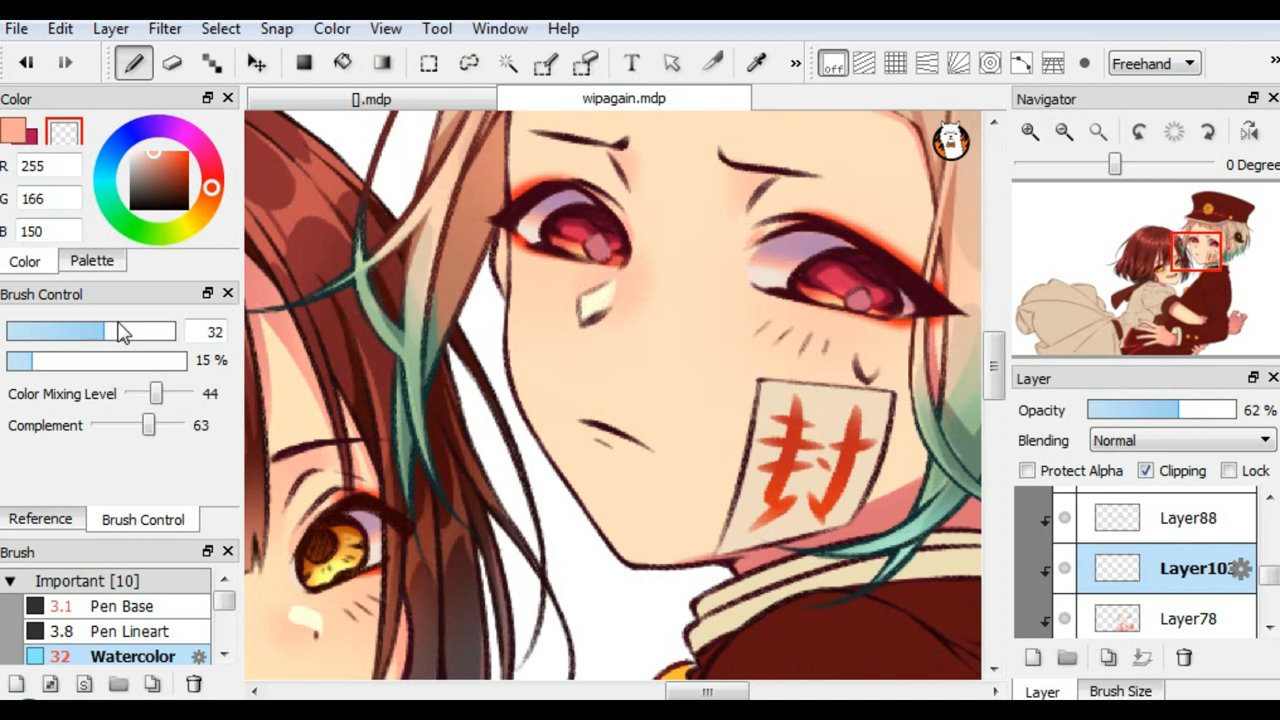 File Edit Layer Filter Select Snap Color View Tool Window Help
off Freehand
Color
[].mdp wipagain.mdp
Navigator
R 255
G 166
B 150
0 Degree
Color Palette
Brush Control
32
15 %
Color Mixing Level 44
Complement 63
Reference Brush Control
Brush
Important [10]
3.1 Pen Base
3.8 Pen Lineart
32 Watercolor
封
Layer
Opacity 62 %
Blending Normal
Protect Alpha Clipping Lock
Layer88
Layer103
Layer78
Layer Brush Size